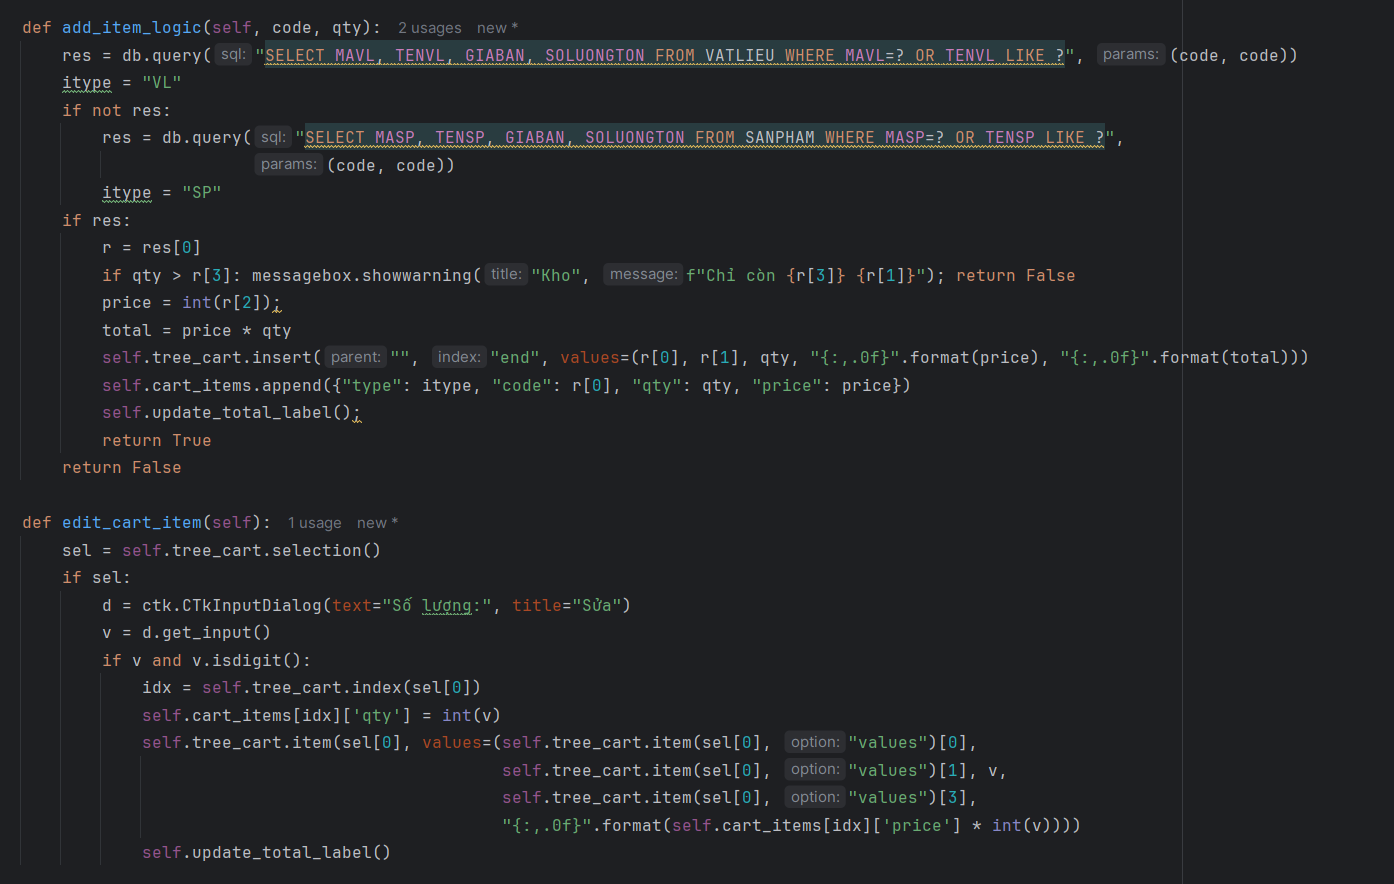 def add_item_logic(self, code, qty): 2 usages new *
    res = db.query( sql: "SELECT MAVL, TENVL, GIABAN, SOLUONGTON FROM VATLIEU WHERE MAVL=? OR TENVL LIKE ?", params: (code, code))
    itype = "VL"
    if not res:
        res = db.query( sql: "SELECT MASP, TENSP, GIABAN, SOLUONGTON FROM SANPHAM WHERE MASP=? OR TENSP LIKE ?",
                       params: (code, code))
        itype = "SP"
    if res:
        r = res[0]
        if qty > r[3]: messagebox.showwarning( title: "Kho", message: f"Chỉ còn {r[3]} {r[1]}"); return False
        price = int(r[2]);
        total = price * qty
        self.tree_cart.insert( parent: "", index: "end", values=(r[0], r[1], qty, "{:,.0f}".format(price), "{:,.0f}".format(total)))
        self.cart_items.append({"type": itype, "code": r[0], "qty": qty, "price": price})
        self.update_total_label();
        return True
    return False

def edit_cart_item(self): 1 usage new *
    sel = self.tree_cart.selection()
    if sel:
        d = ctk.CTkInputDialog(text="Số lượng:", title="Sửa")
        v = d.get_input()
        if v and v.isdigit():
            idx = self.tree_cart.index(sel[0])
            self.cart_items[idx]['qty'] = int(v)
            self.tree_cart.item(sel[0], values=(self.tree_cart.item(sel[0], option: "values")[0],
                                                self.tree_cart.item(sel[0], option: "values")[1], v,
                                                self.tree_cart.item(sel[0], option: "values")[3],
                                                "{:,.0f}".format(self.cart_items[idx]['price'] * int(v))))
            self.update_total_label()